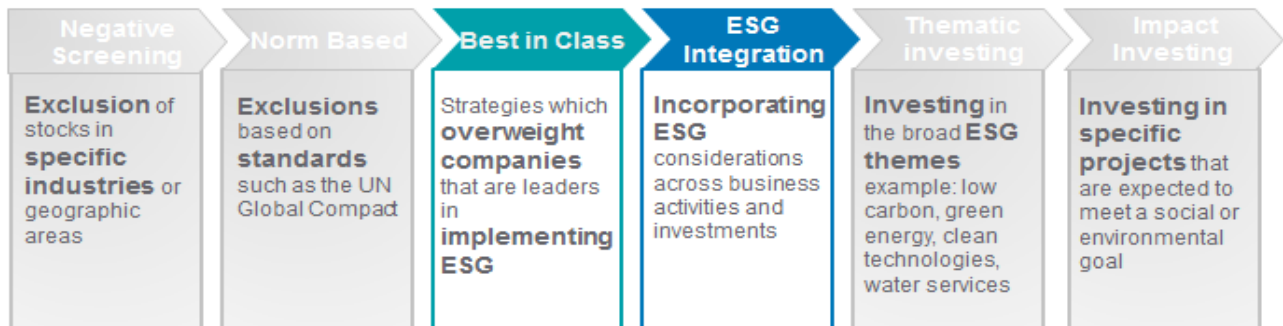 Negative
Screening
Exclusion of
stocks in
specific
industries or
geographic
areas
Norm Based
Exclusions
based on
standards
such as the UN
Global Compact
Best in Class
Strategies which
overweight
companies
that are leaders
in
implementing
ESG
ESG
Integration
Incorporating
ESG
considerations
across business
activities and
investments
Thematic
investing
Investing in
the broad ESG
themes
example: low
carbon, green
energy, clean
technologies,
water services
Impact
Investing
Investing in
specific
projects that
are expected to
meet a social or
environmental
goal